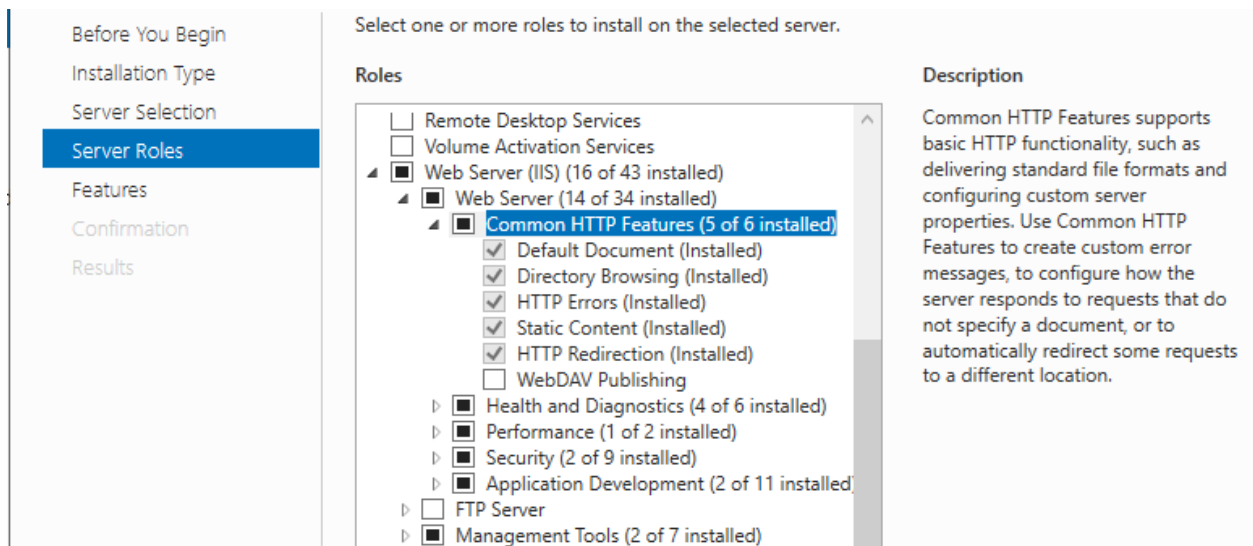 Before You Begin
Installation Type
Server Selection
Server Roles
Features
Confirmation
Results
Select one or more roles to install on the selected server.
Roles
Remote Desktop Services
Volume Activation Services
Web Server (IIS) (16 of 43 installed)
Web Server (14 of 34 installed)
Common HTTP Features (5 of 6 installed)
Default Document (Installed)
Directory Browsing (Installed)
HTTP Errors (Installed)
Static Content (Installed)
HTTP Redirection (Installed)
WebDAV Publishing
Health and Diagnostics (4 of 6 installed)
Performance (1 of 2 installed)
Security (2 of 9 installed)
Application Development (2 of 11 installed)
FTP Server
Management Tools (2 of 7 installed)
Description
Common HTTP Features supports
basic HTTP functionality, such as
delivering standard file formats and
configuring custom server
properties. Use Common HTTP
Features to create custom error
messages, to configure how the
server responds to requests that do
not specify a document, or to
automatically redirect some requests
to a different location.